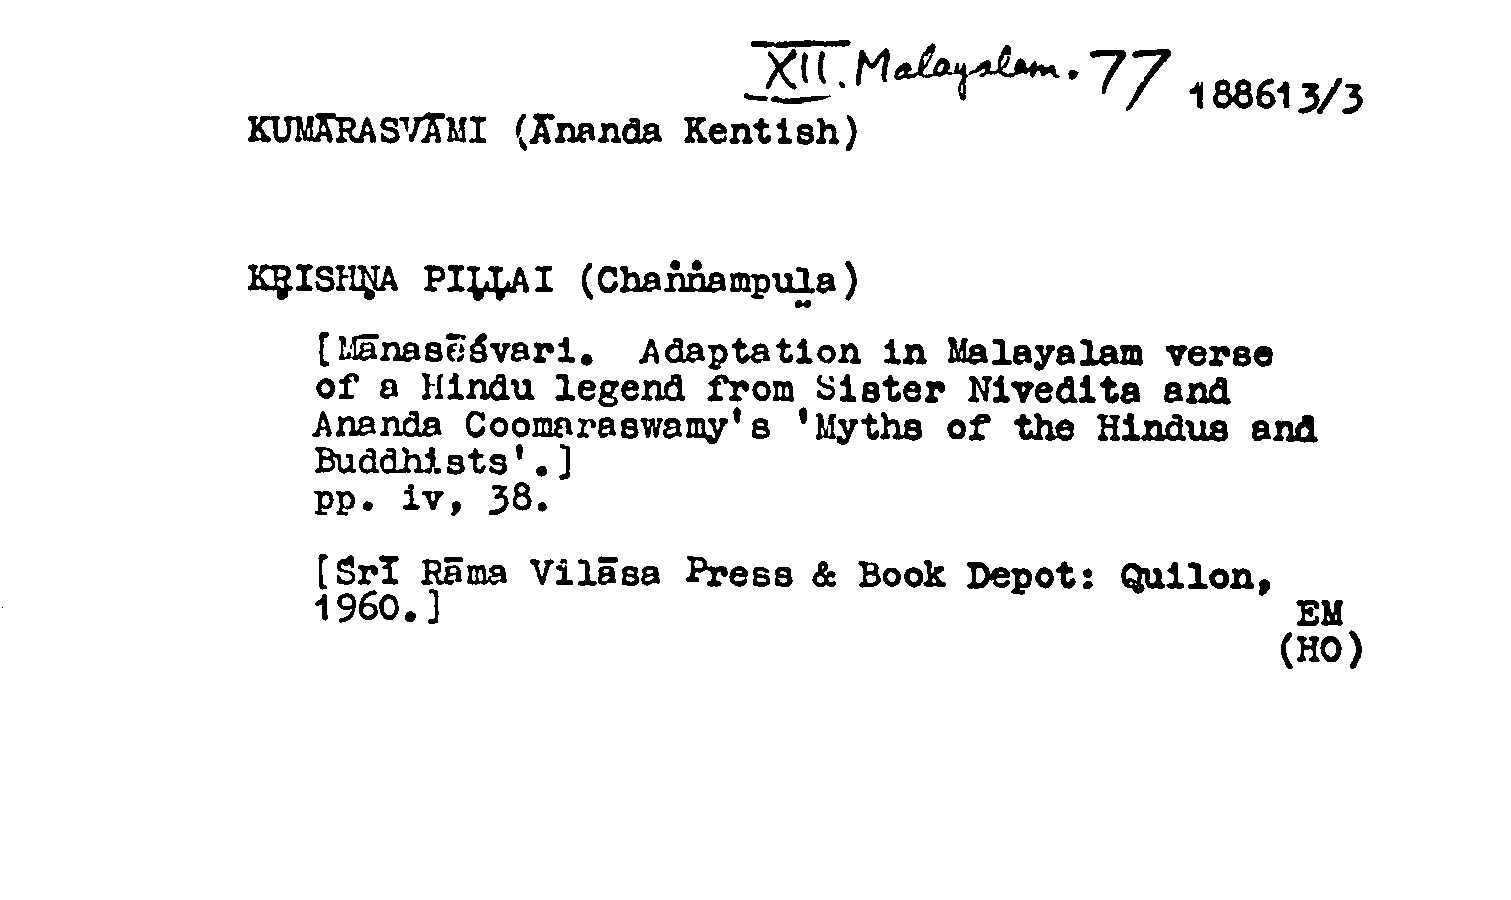 XII. Malayalam. 77 188613/3
KUMĀRASVĀMI (Ānanda Kentish)
KṚISHṆA PIḶḶAI (Chaṅṅampul̤a)
[Mānasēśvari. Adaptation in Malayalam verse
of a Hindu legend from Sister Nivedita and
Ananda Coomaraswamy's 'Myths of the Hindus and
Buddhists'.]
pp. iv, 38.
[Śrī Rāma Vilāsa Press & Book Depot: Quilon,
1960.]
EM
(HO)